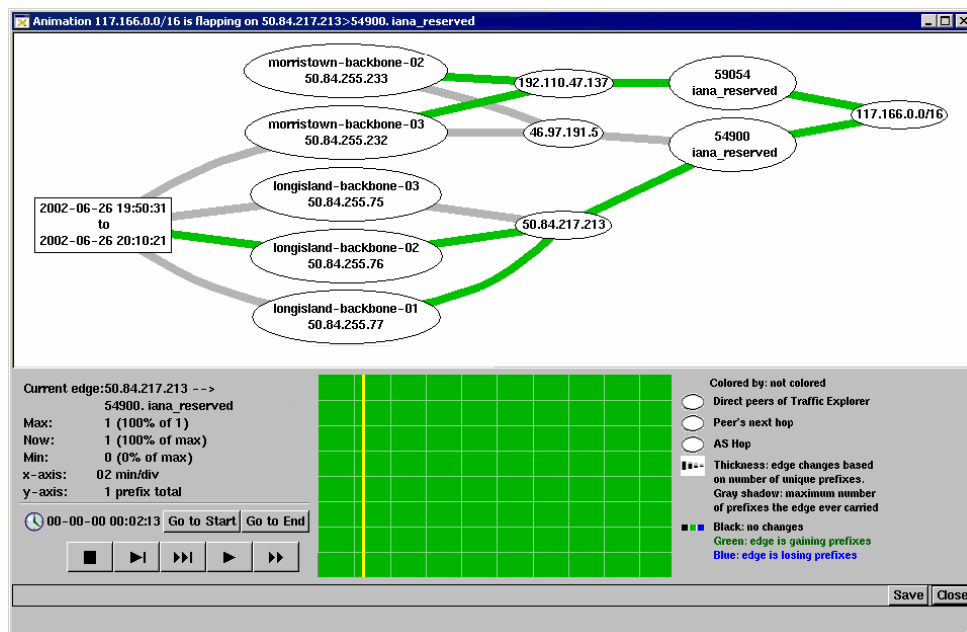 Animation 117.166.0.0/16 is flapping on 50.84.217.213>54900. iana_reserved
morristown-backbone-02
50.84.255.233
192.110.47.137
59054
iana_reserved
117.166.0.0/16
morristown-backbone-03
50.84.255.232
46.97.191.5
54900
iana_reserved
longisland-backbone-03
50.84.255.75
2002-06-26 19:50:31
to
2002-06-26 20:10:21
50.84.217.213
longisland-backbone-02
50.84.255.76
longisland-backbone-01
50.84.255.77
Current edge:50.84.217.213 -->
54900. iana_reserved
Max: 1 (100% of 1)
Now: 1 (100% of max)
Min: 0 (0% of max)
x-axis: 02 min/div
y-axis: 1 prefix total
00-00-00 00:02:13 Go to Start Go to End
Colored by: not colored
Direct peers of Traffic Explorer
Peer's next hop
AS Hop
Thickness: edge changes based
on number of unique prefixes.
Gray shadow: maximum number
of prefixes the edge ever carried
Black: no changes
Green: edge is gaining prefixes
Blue: edge is losing prefixes
Save Close